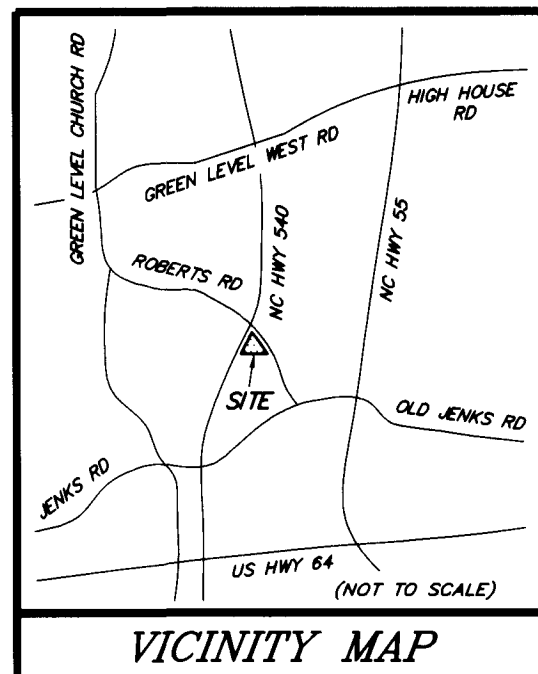 GREEN LEVEL CHURCH RD
HIGH HOUSE
RD
GREEN LEVEL WEST RD
NC HWY 540
NC HWY 55
ROBERTS RD
SITE
OLD JENKS RD
JENKS RD
US HWY 64
(NOT TO SCALE)
VICINITY MAP